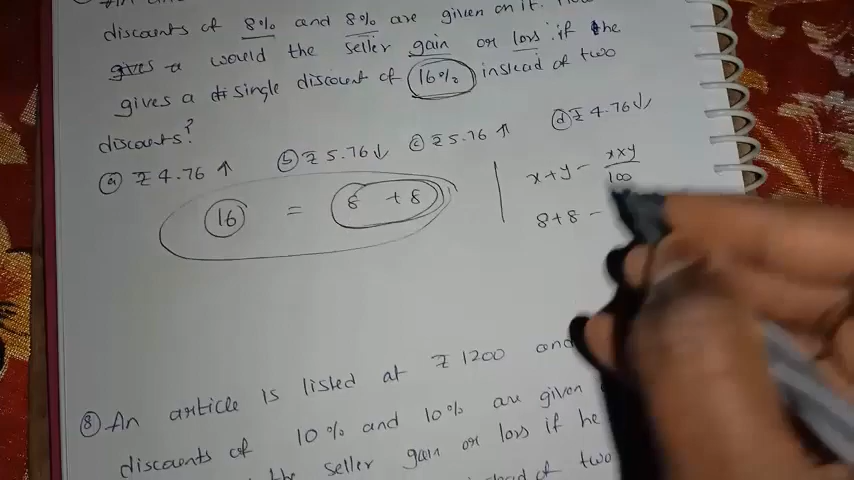 discounts of 8% and 8% are given on it.
would the seller gain or loss if the
gives a single discount of 16% instead of two
discounts?
(a) ₹ 4.76 ↑ (b) ₹ 5.76 ↓ (c) ₹ 5.76 ↑ (d) ₹ 4.76 ↓
16 = 8 + 8
x+y - x×y/100
8+8 -
(8) An article is listed at ₹ 1200 and
discounts of 10% and 10% are given
the seller gain or loss if he
instead of two